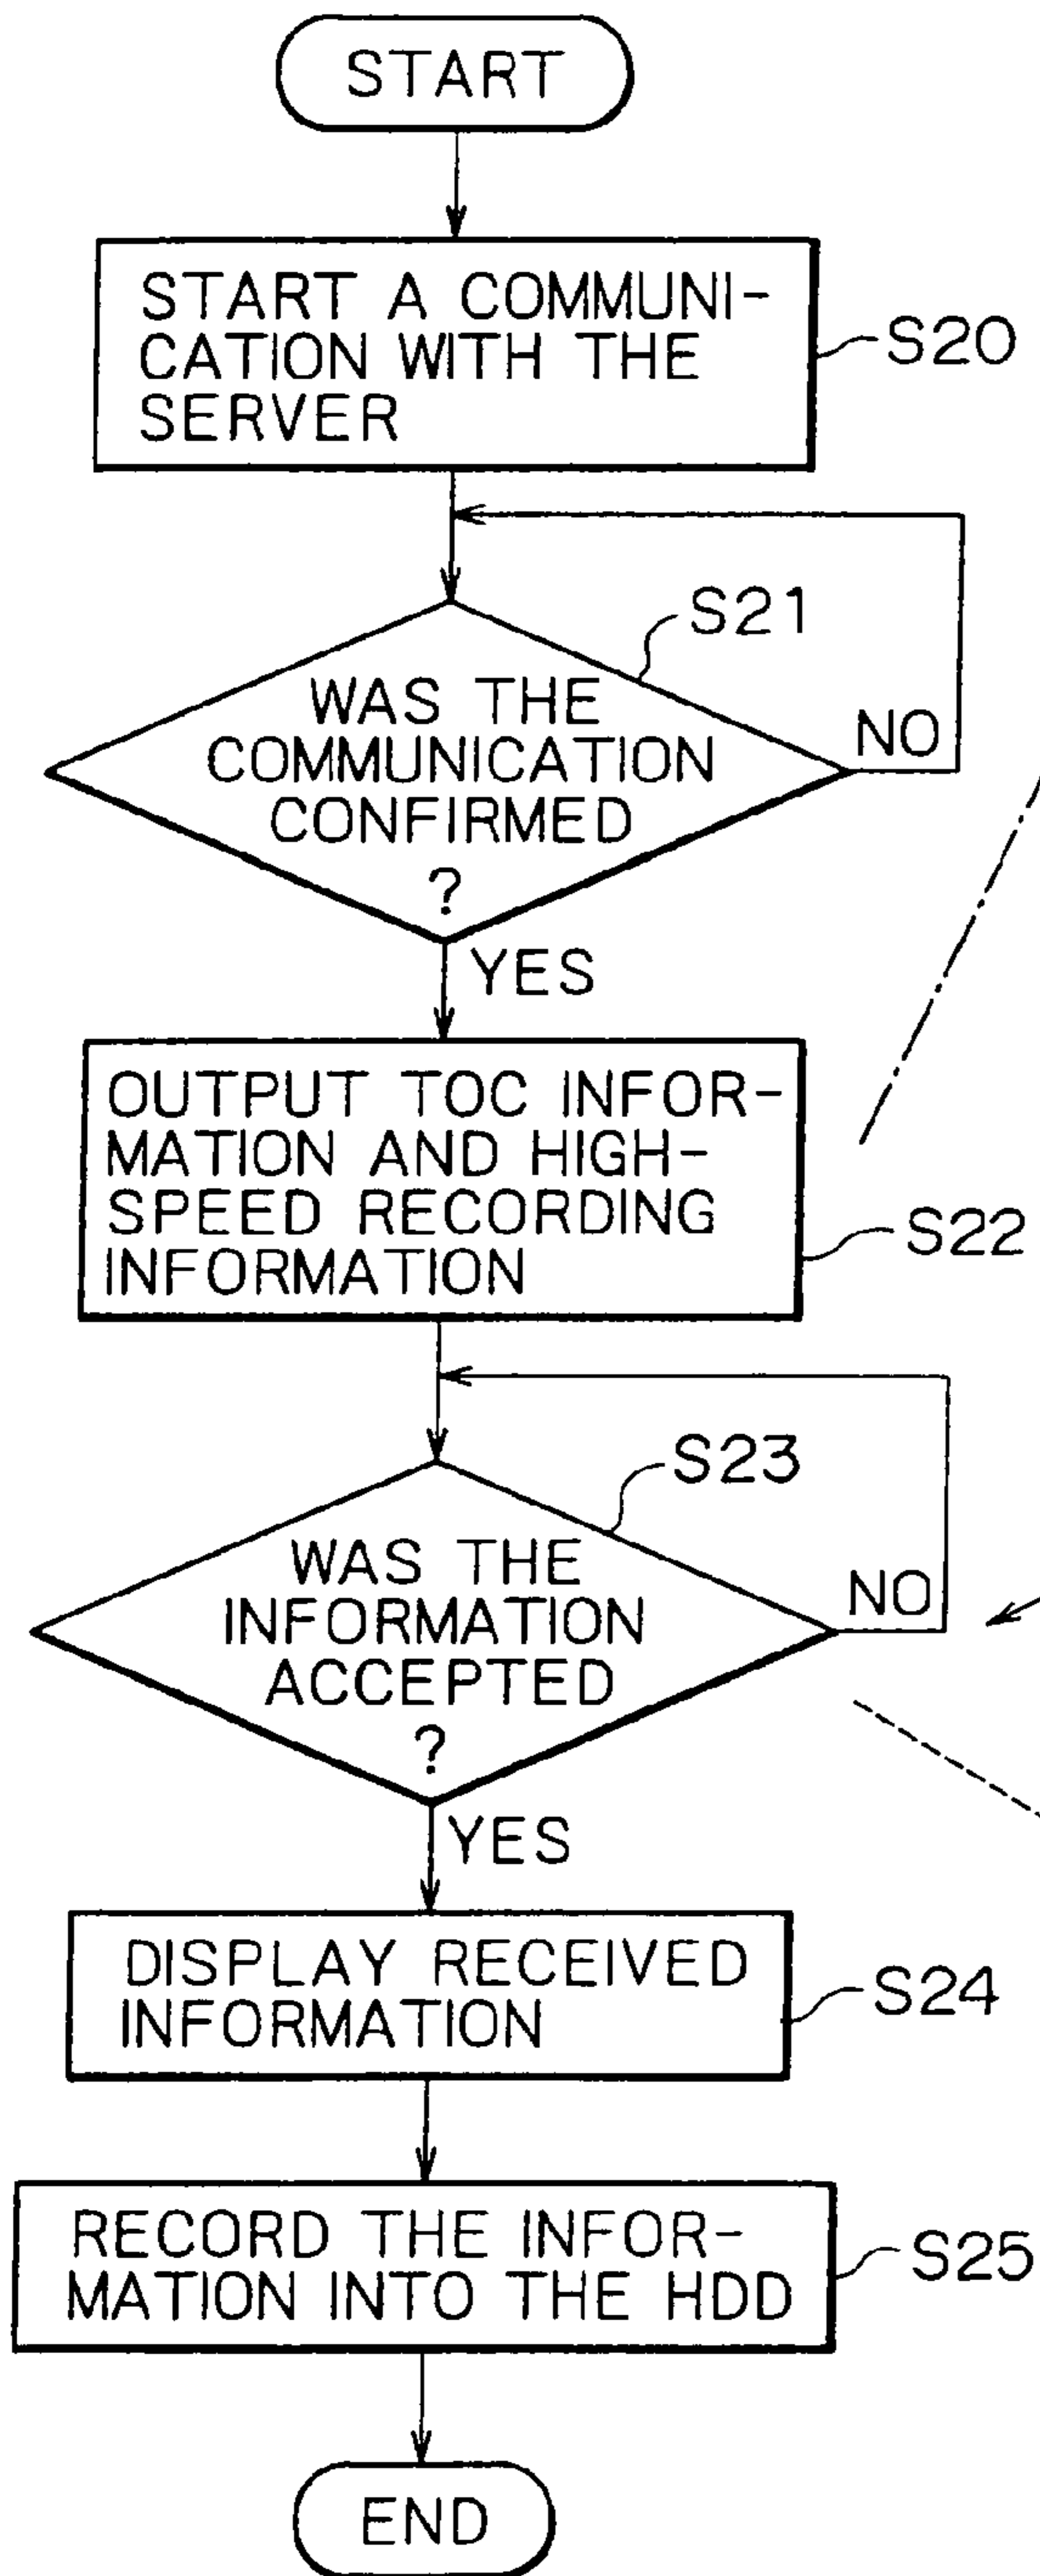 START
START A COMMUNI-
CATION WITH THE
SERVER
S20
S21
WAS THE
COMMUNICATION
CONFIRMED
?
NO
YES
OUTPUT TOC INFOR-
MATION AND HIGH-
SPEED RECORDING
INFORMATION
S22
S23
WAS THE
INFORMATION
ACCEPTED
?
NO
YES
DISPLAY RECEIVED
INFORMATION
S24
RECORD THE INFOR-
MATION INTO THE HDD
S25
END